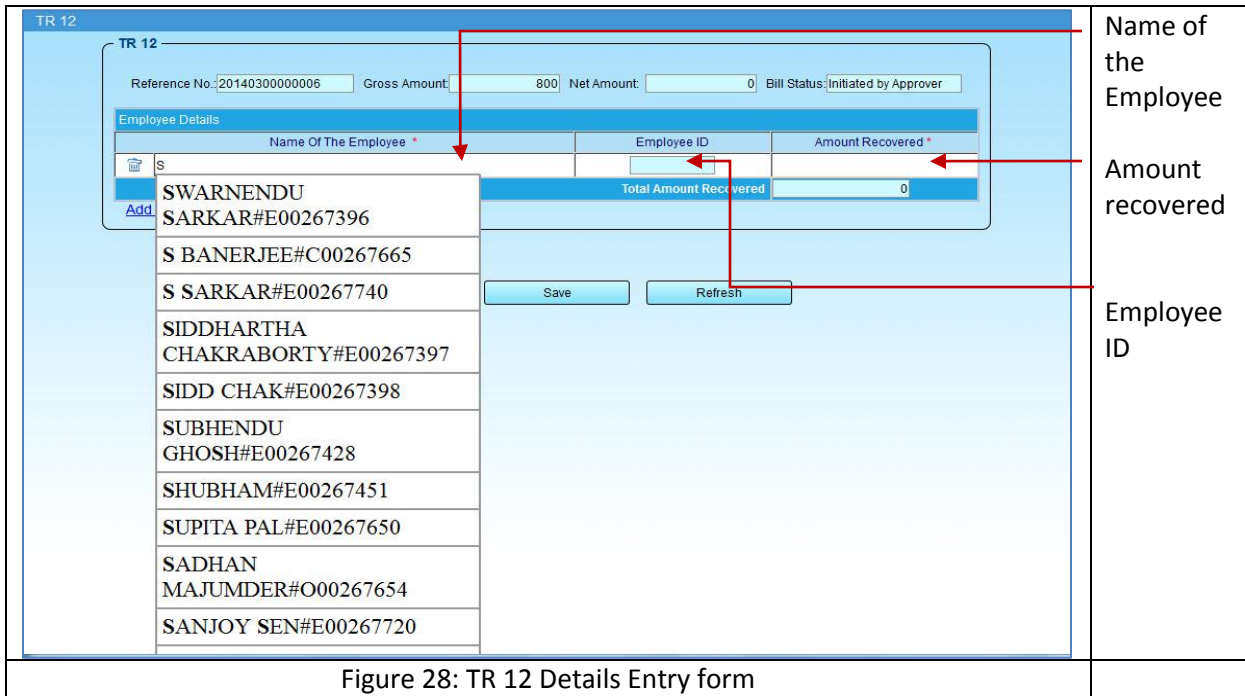 TR 12
TR 12
Reference No.: 20140300000006 Gross Amount: 800 Net Amount: 0 Bill Status: Initiated by Approver
Employee Details
Name Of The Employee * Employee ID Amount Recovered *
S
Total Amount Recovered 0
Add
SWARNENDU
SARKAR#E00267396
S BANERJEE#C00267665
S SARKAR#E00267740
SIDDHARTHA
CHAKRABORTY#E00267397
SIDD CHAK#E00267398
SUBHENDU
GHOSH#E00267428
SHUBHAM#E00267451
SUPITA PAL#E00267650
SADHAN
MAJUMDER#O00267654
SANJOY SEN#E00267720
Save Refresh
Name of
the
Employee
Amount
recovered
Employee
ID
Figure 28: TR 12 Details Entry form